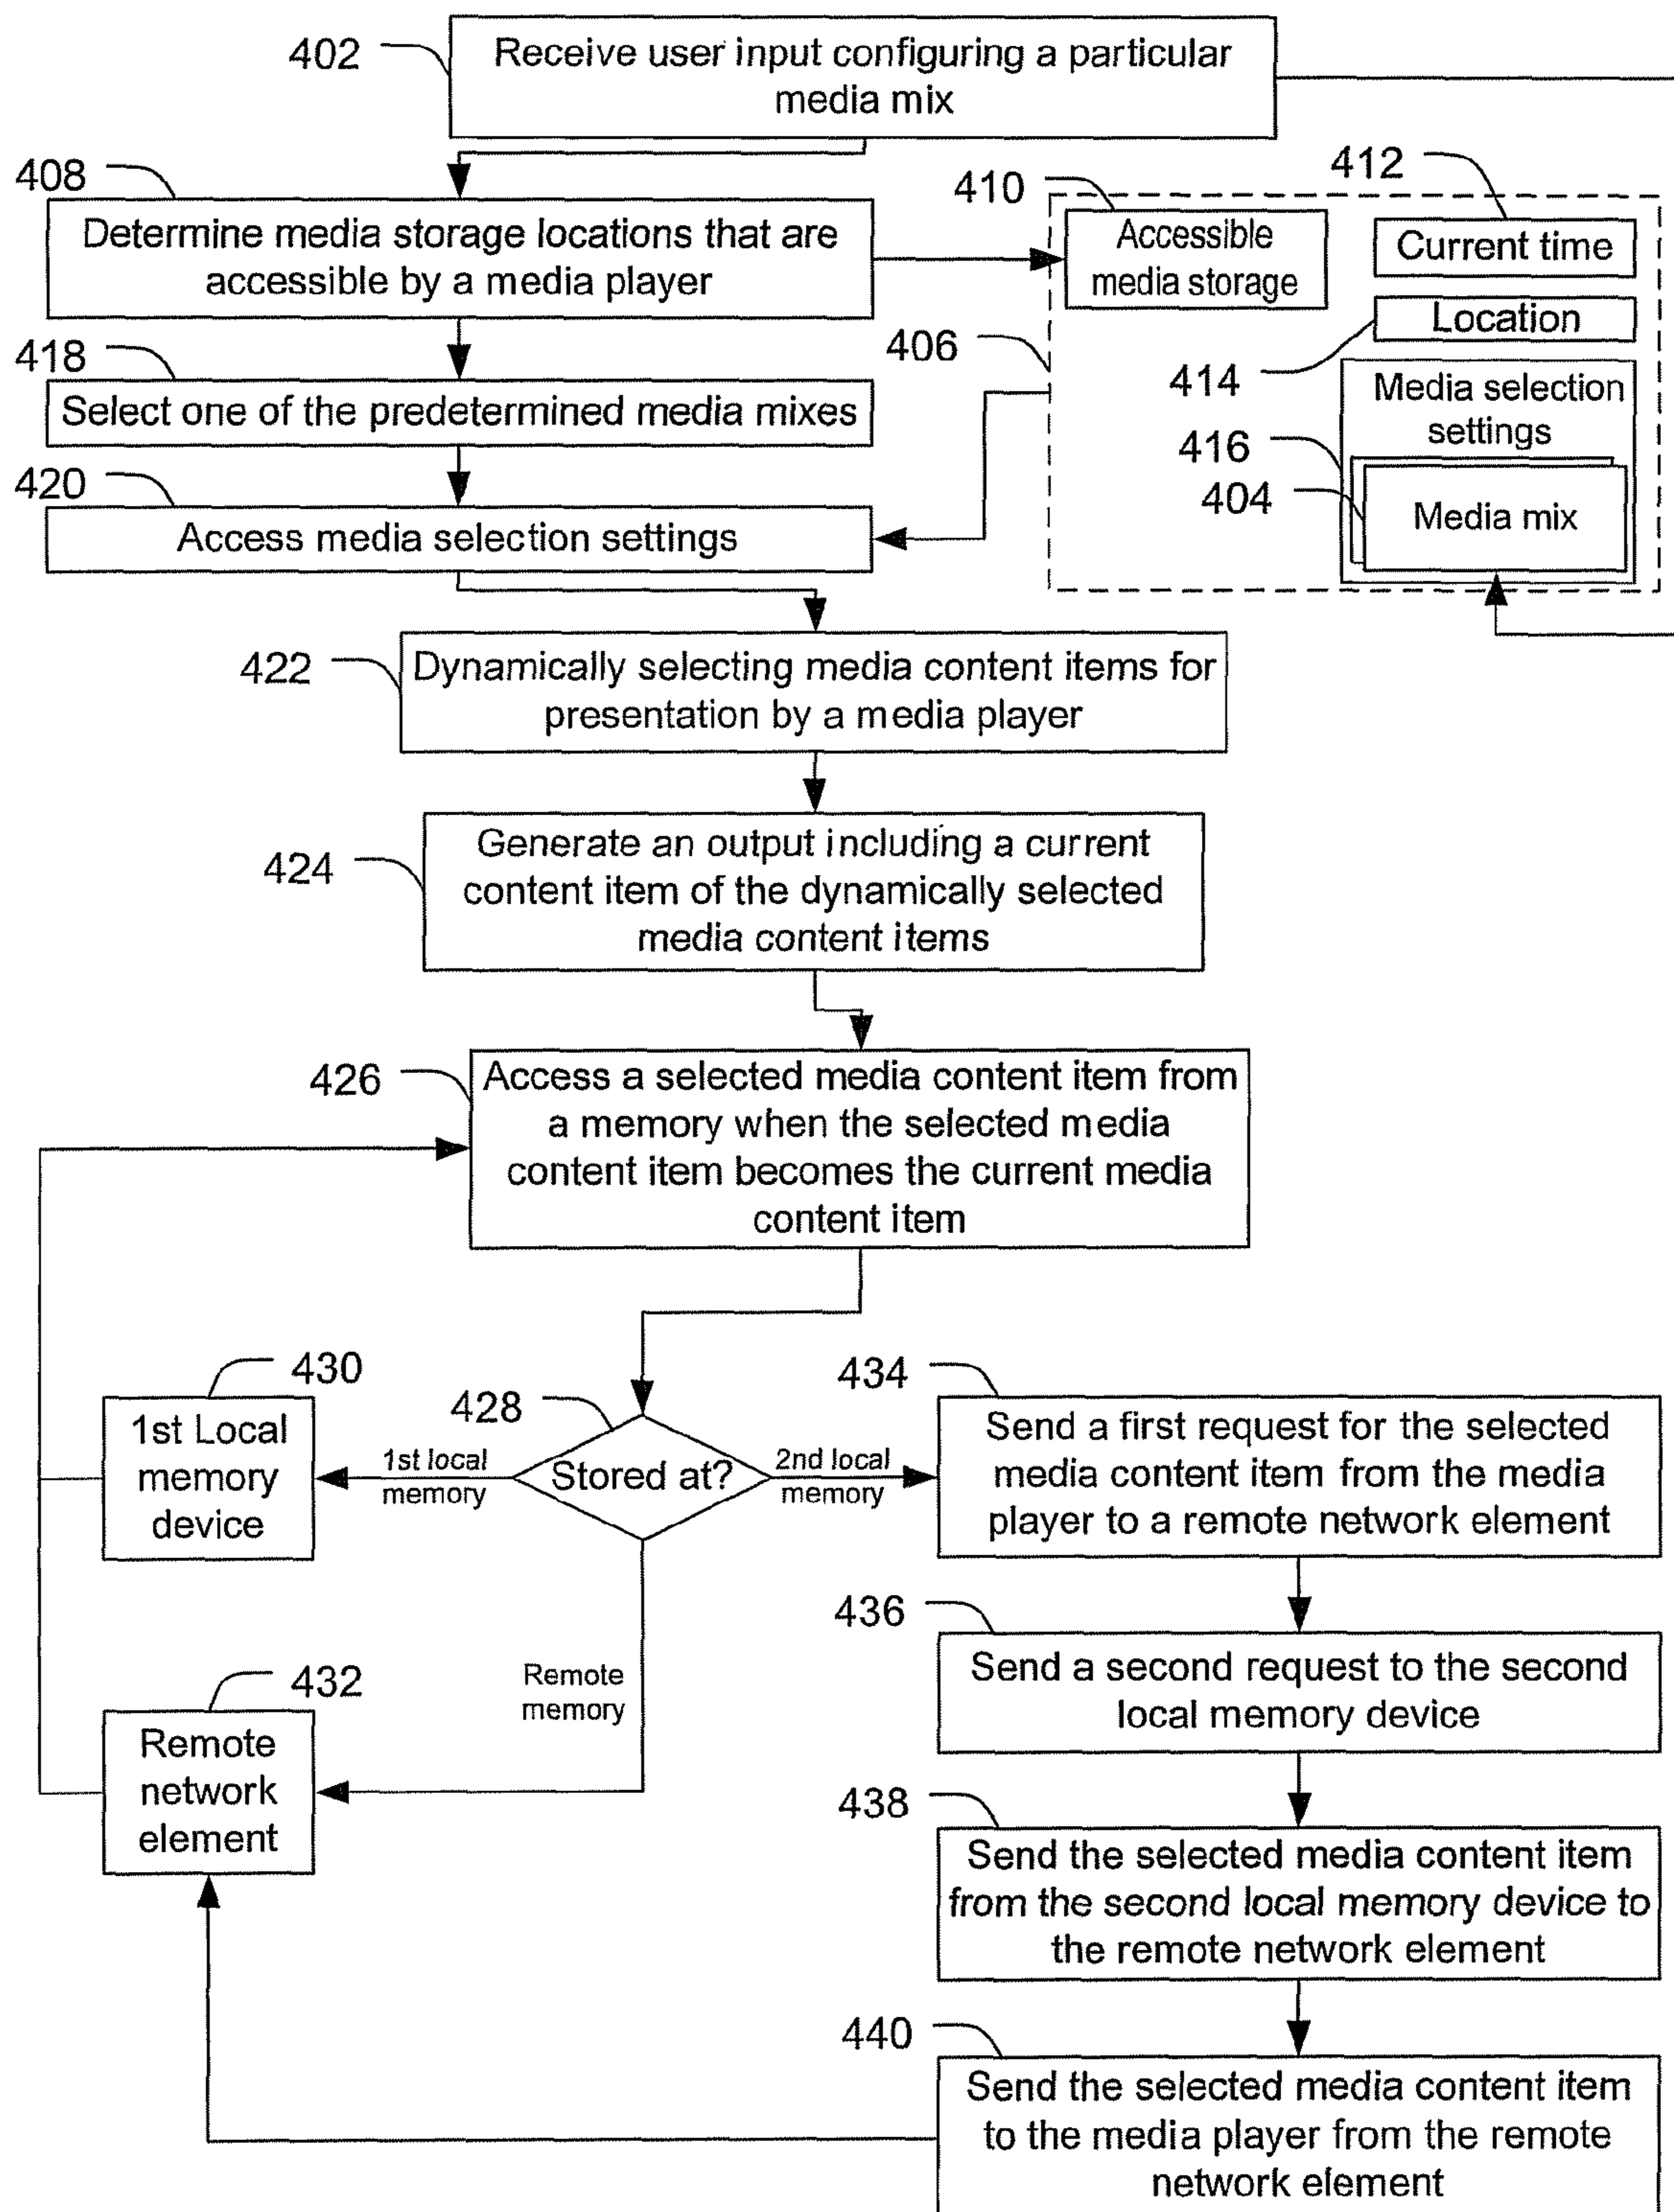 402
Receive user input configuring a particular
media mix
408
Determine media storage locations that are
accessible by a media player
410
Accessible
media storage
412
Current time
Location
414
406
418
Select one of the predetermined media mixes
Media selection
settings
416
404
Media mix
420
Access media selection settings
422
Dynamically selecting media content items for
presentation by a media player
424
Generate an output including a current
content item of the dynamically selected
media content items
426
Access a selected media content item from
a memory when the selected media
content item becomes the current media
content item
430
1st Local
memory
device
428
Stored at?
1st local
memory
2nd local
memory
Remote
memory
432
Remote
network
element
434
Send a first request for the selected
media content item from the media
player to a remote network element
436
Send a second request to the second
local memory device
438
Send the selected media content item
from the second local memory device to
the remote network element
440
Send the selected media content item
to the media player from the remote
network element